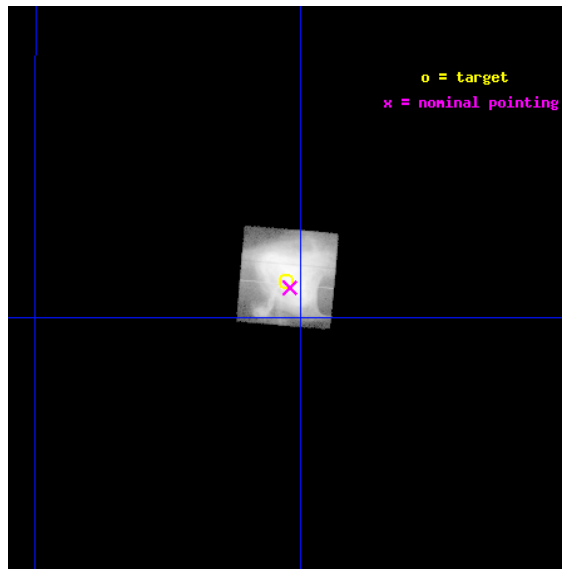 o = target
x = nominal pointing